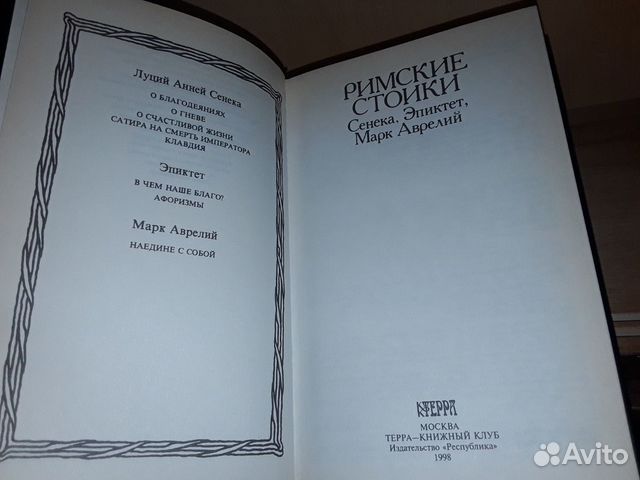 Луций Анней Сенека
О БЛАГОДЕЯНИЯХ
О ГНЕВЕ
О СЧАСТЛИВОЙ ЖИЗНИ
САТИРА НА СМЕРТЬ ИМПЕРАТОРА
КЛАВДИЯ
Эпиктет
В ЧЕМ НАШЕ БЛАГО?
АФОРИЗМЫ
Марк Аврелий
НАЕДИНЕ С СОБОЙ
РИМСКИЕ
СТОИКИ
Сенека, Эпиктет,
Марк Аврелий
ТЕРРА
МОСКВА
ТЕРРА—КНИЖНЫЙ КЛУБ
Издательство «Республика»
1998
Avito